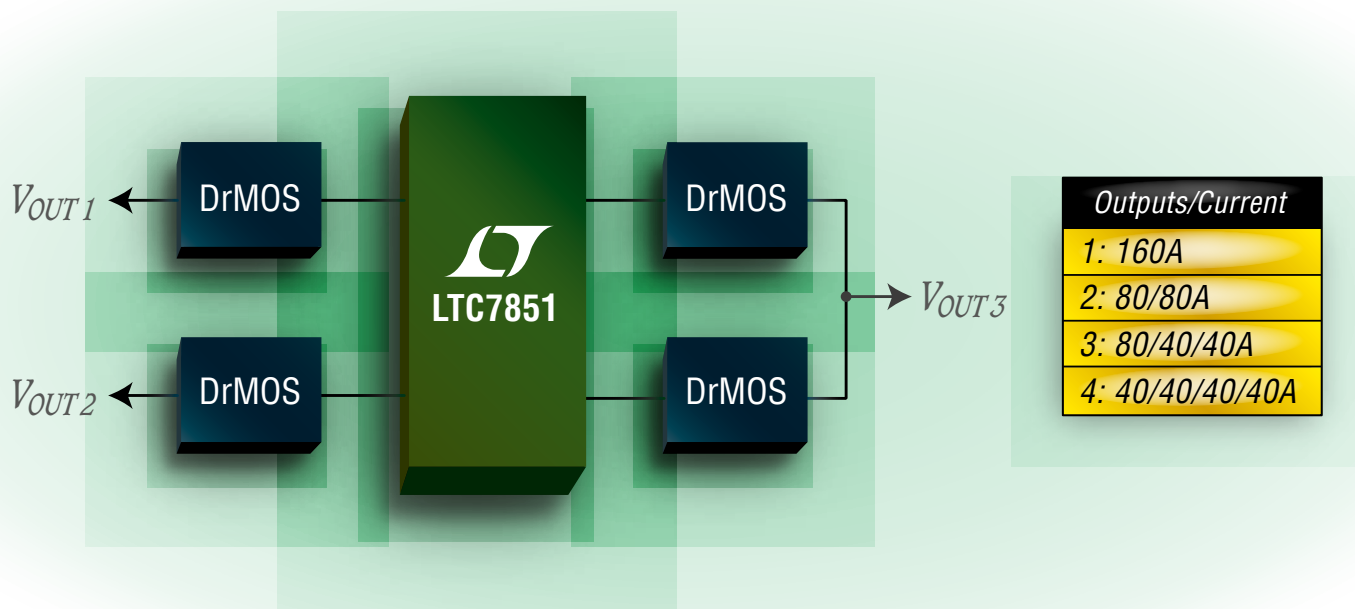 DrMOS
DrMOS
VOUT 1
LTC7851
VOUT 2
DrMOS
DrMOS
VOUT 3
Outputs/Current
1: 160A
2: 80/80A
3: 80/40/40A
4: 40/40/40/40A